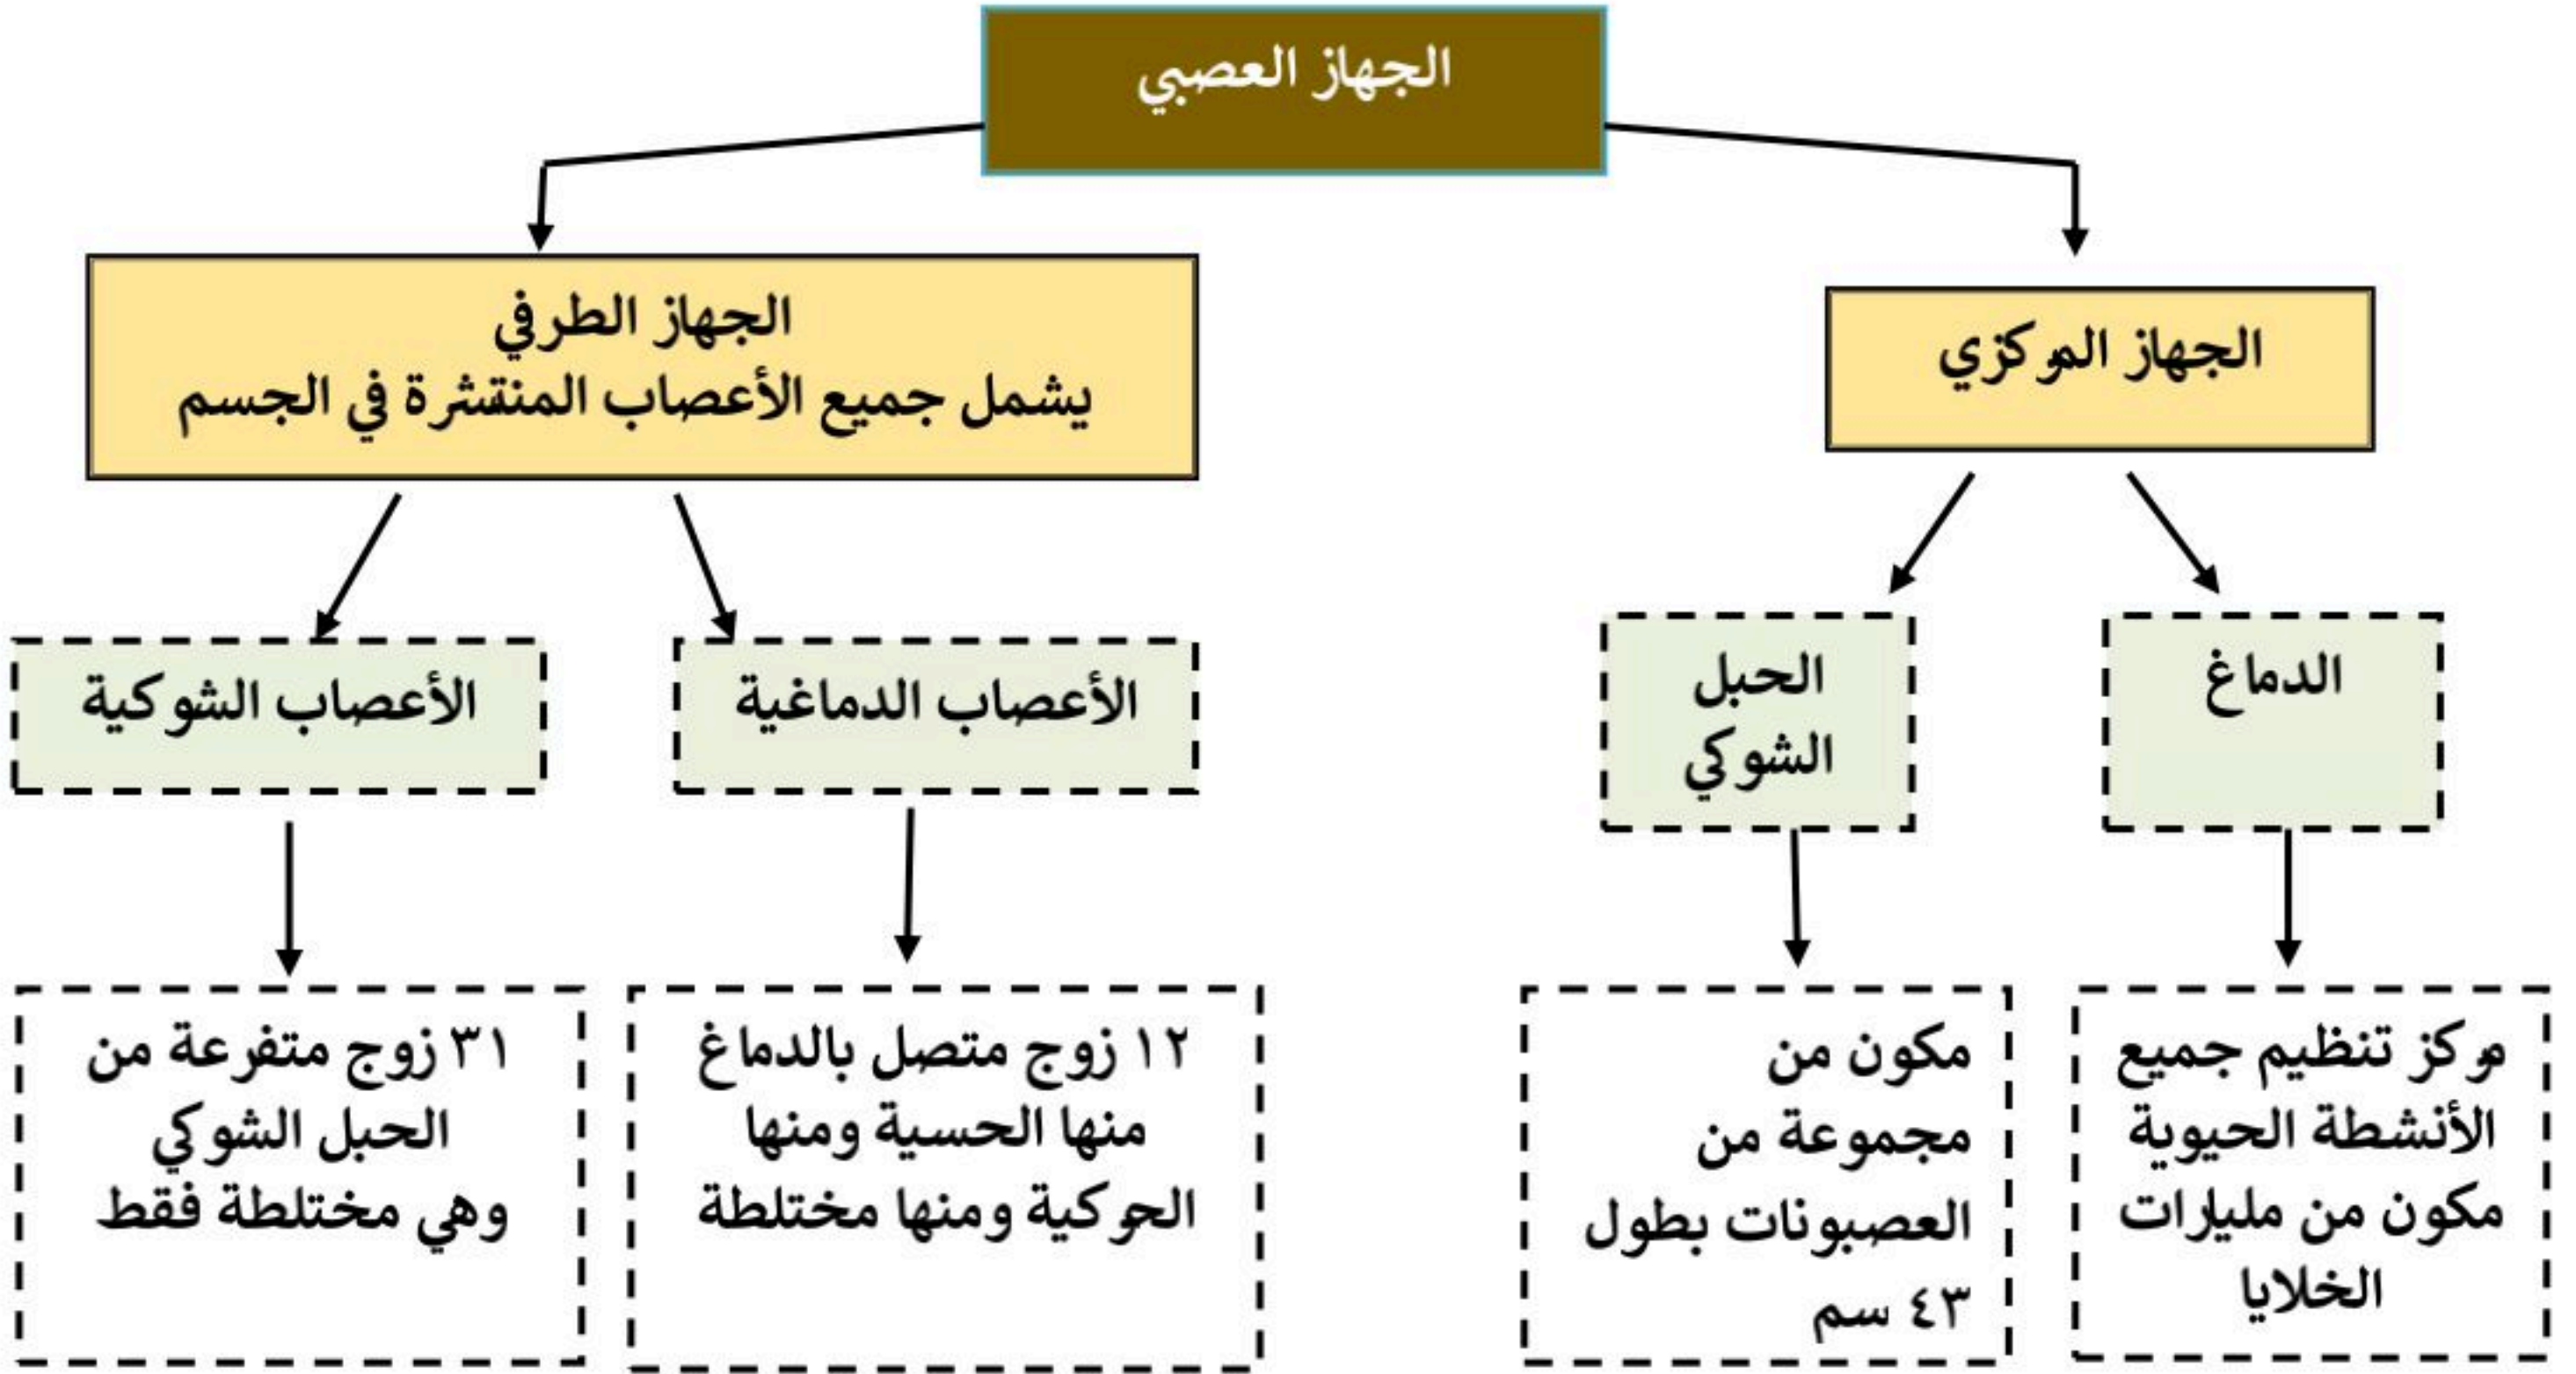 الجهاز العصبي
الجهاز المركزي
الجهاز الطرفي
يشمل جميع الأعصاب المنتشرة في الجسم
الدماغ
الحبل
الشوكي
الأعصاب الدماغية
الأعصاب الشوكية
مركز تنظيم جميع
الأنشطة الحيوية
مكون من مليارات
الخلايا
مكون من
مجموعة من
العصبونات بطول
٤٣ سم
١٢ زوج متصل بالدماغ
منها الحسية ومنها
الحركية ومنها مختلطة
٣١ زوج متفرعة من
الحبل الشوكي
وهي مختلطة فقط